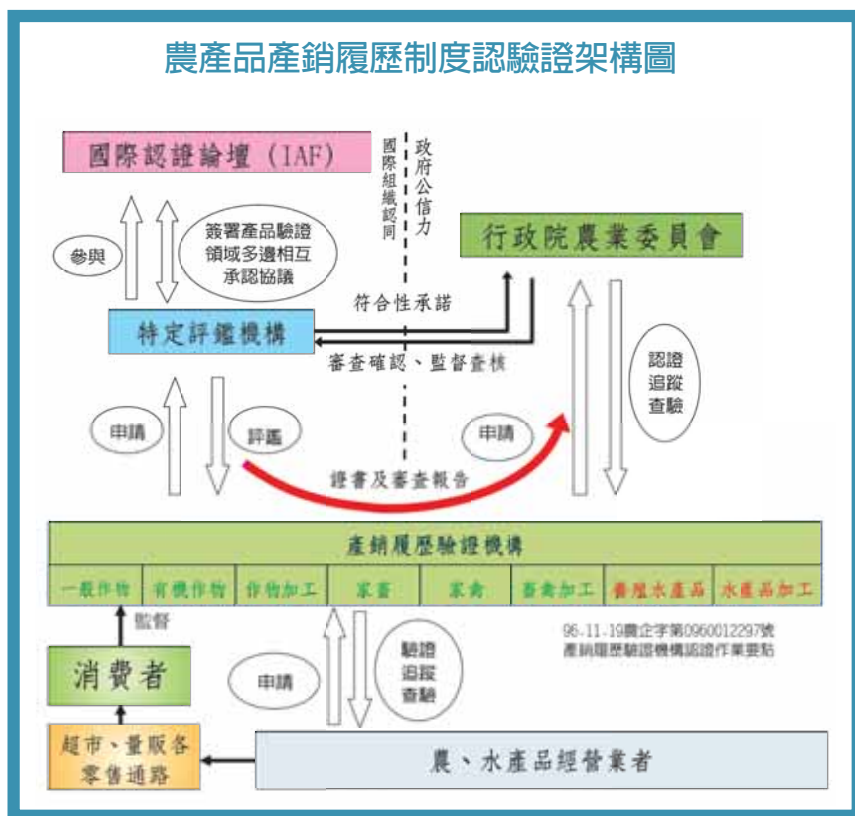 農產品產銷履歷制度認驗證架構圖
國際認證論壇（IAF）
國際組織認同
政府公信力
行政院農業委員會
參與
簽署產品驗證
領域多邊相互
承認協議
符合性承諾
特定評鑑機構
審查確認、監督查核
認證
追蹤
查驗
申請
評鑑
申請
證書及審查報告
產銷履歷驗證機構
一般作物
有機作物
作物加工
家畜
家禽
畜禽加工
養殖水產品
水產品加工
監督
96.11.19農企字第0960012297號
產銷履歷驗證機構認證作業要點
消費者
申請
驗證
追蹤
查驗
超市、量販各
零售通路
農、水產品經營業者